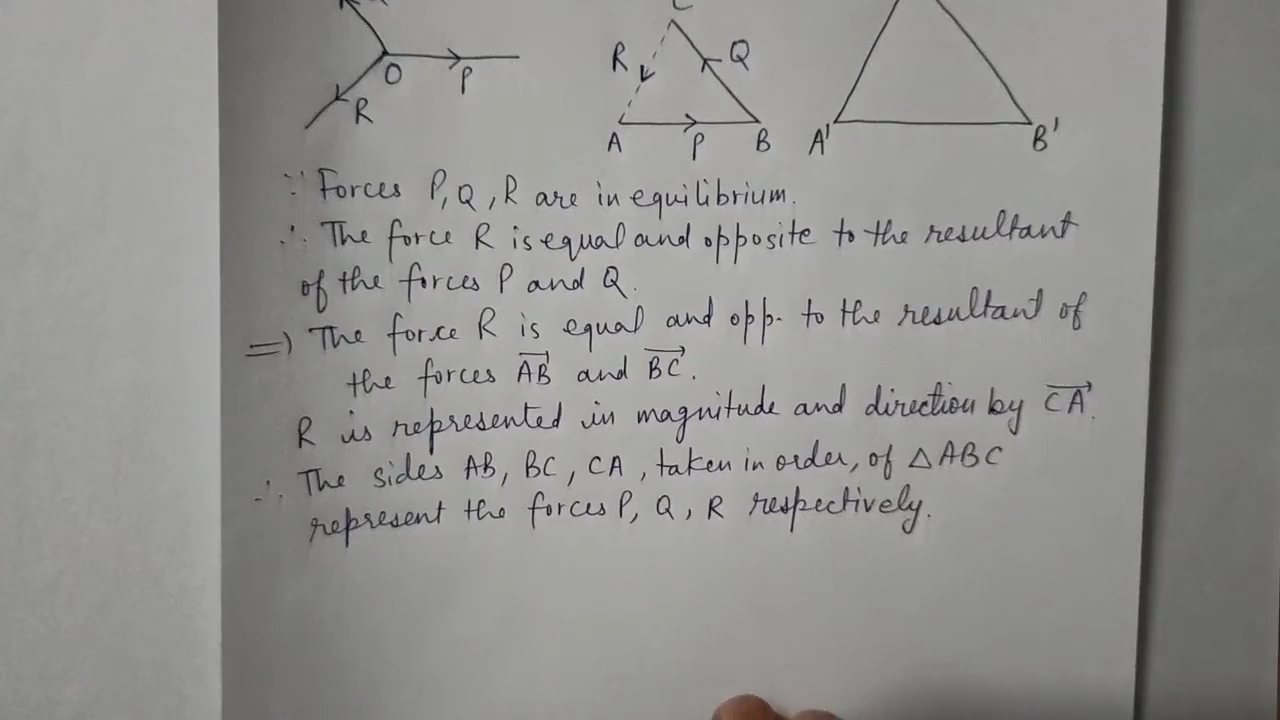 C
R
Q
O
P
R
A
P
B
A'
B'
∵ Forces P, Q, R are in equilibrium.
∴ The force R is equal and opposite to the resultant
of the forces P and Q.
=) The force R is equal and opp. to the resultant of
the forces AB and BC.
R is represented in magnitude and direction by CA.
∴ The sides AB, BC, CA, taken in order, of △ABC
represent the forces P, Q, R respectively.